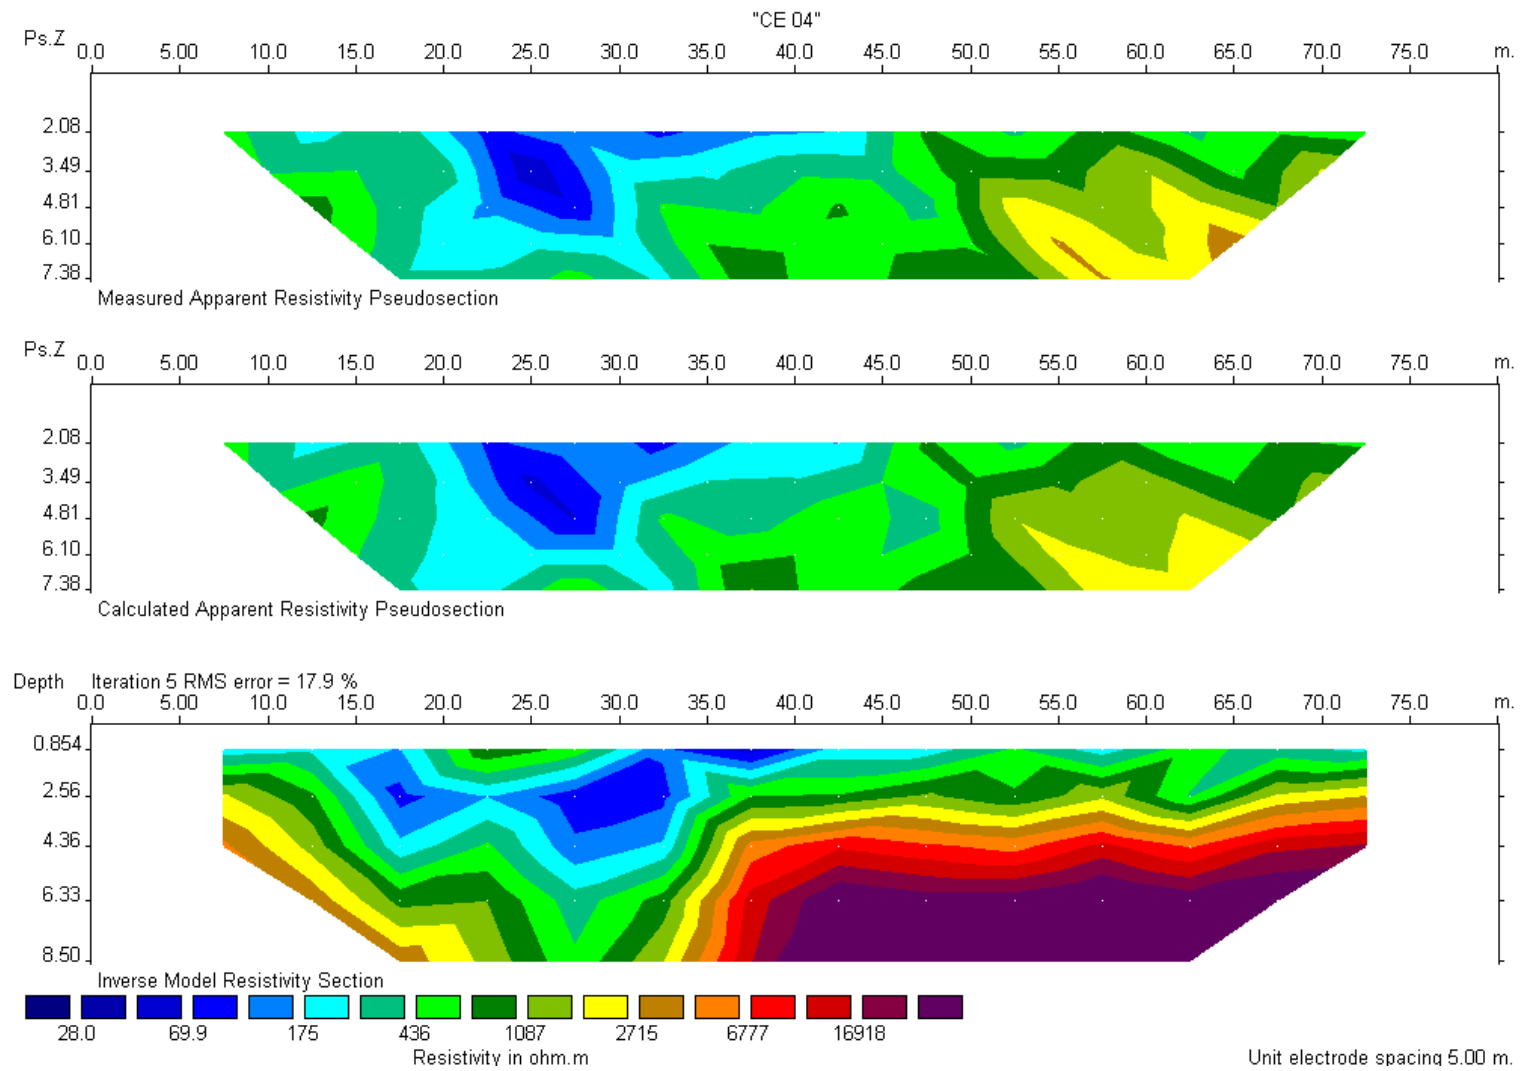 "CE 04"
Ps.Z 0.0 5.00 10.0 15.0 20.0 25.0 30.0 35.0 40.0 45.0 50.0 55.0 60.0 65.0 70.0 75.0 m.
2.08
3.49
4.81
6.10
7.38
Measured Apparent Resistivity Pseudosection
Ps.Z 0.0 5.00 10.0 15.0 20.0 25.0 30.0 35.0 40.0 45.0 50.0 55.0 60.0 65.0 70.0 75.0 m.
2.08
3.49
4.81
6.10
7.38
Calculated Apparent Resistivity Pseudosection
Depth Iteration 5 RMS error = 17.9 %
0.0 5.00 10.0 15.0 20.0 25.0 30.0 35.0 40.0 45.0 50.0 55.0 60.0 65.0 70.0 75.0 m.
0.854
2.56
4.36
6.33
8.50
Inverse Model Resistivity Section
28.0 69.9 175 436 1087 2715 6777 16918
Resistivity in ohm.m Unit electrode spacing 5.00 m.